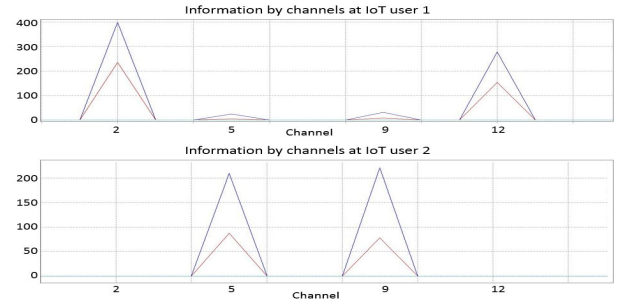 Information by channels at IoT user 1
400
300
200
100
0
2 5 9 12
Channel
Information by channels at IoT user 2
200
150
100
50
0
2 5 9 12
Channel